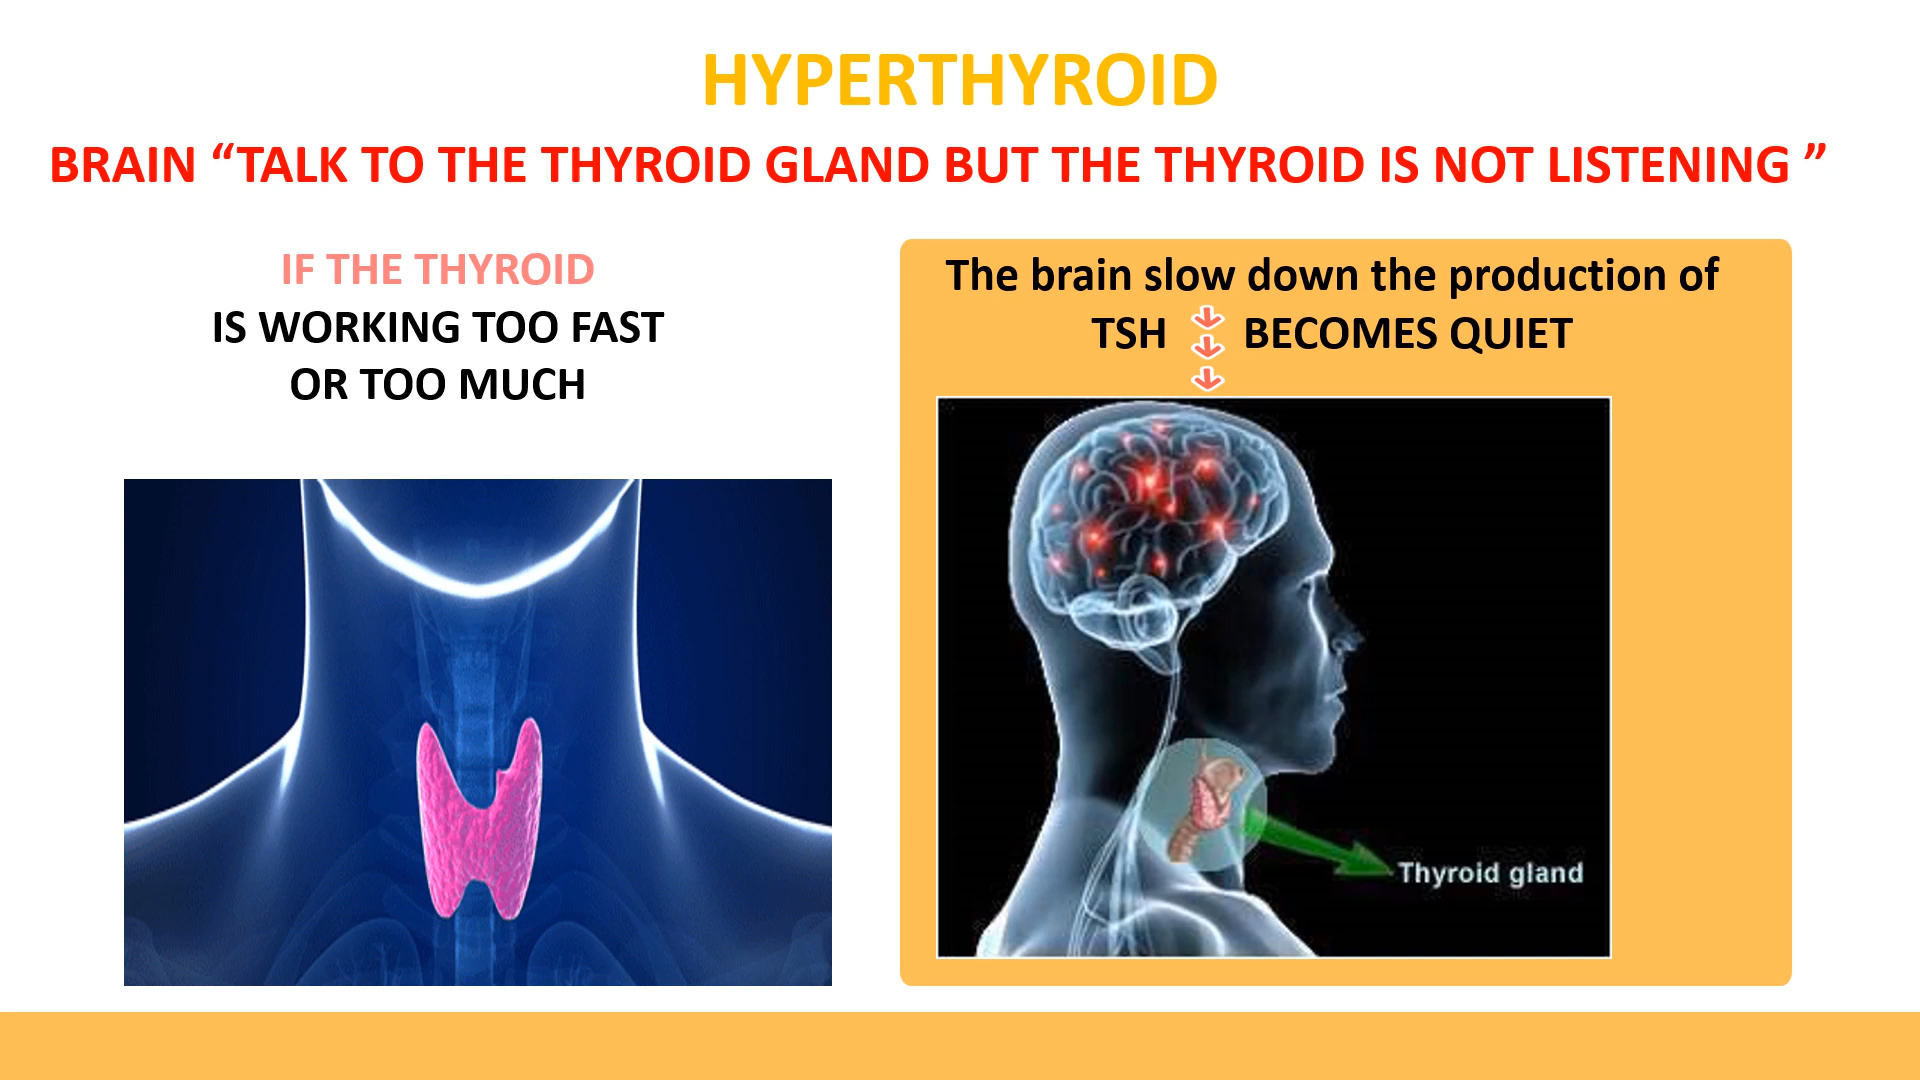 HYPERTHYROID
BRAIN “TALK TO THE THYROID GLAND BUT THE THYROID IS NOT LISTENING ”
IF THE THYROID
IS WORKING TOO FAST
OR TOO MUCH
The brain slow down the production of
TSH BECOMES QUIET
Thyroid gland